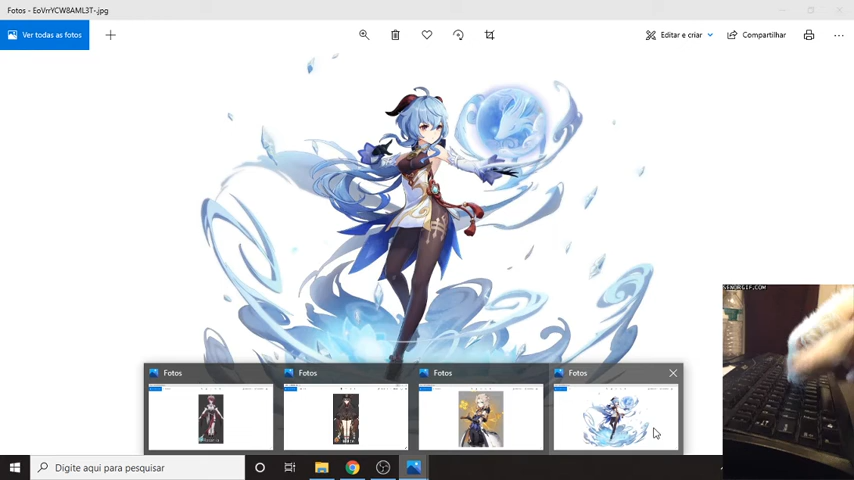 Fotos - EoVrrYCW8AML3T-.jpg
Ver todas as fotos
Editar e criar
Compartilhar
SENORGIF.COM
Fotos
Fotos
Fotos
Fotos
Digite aqui para pesquisar